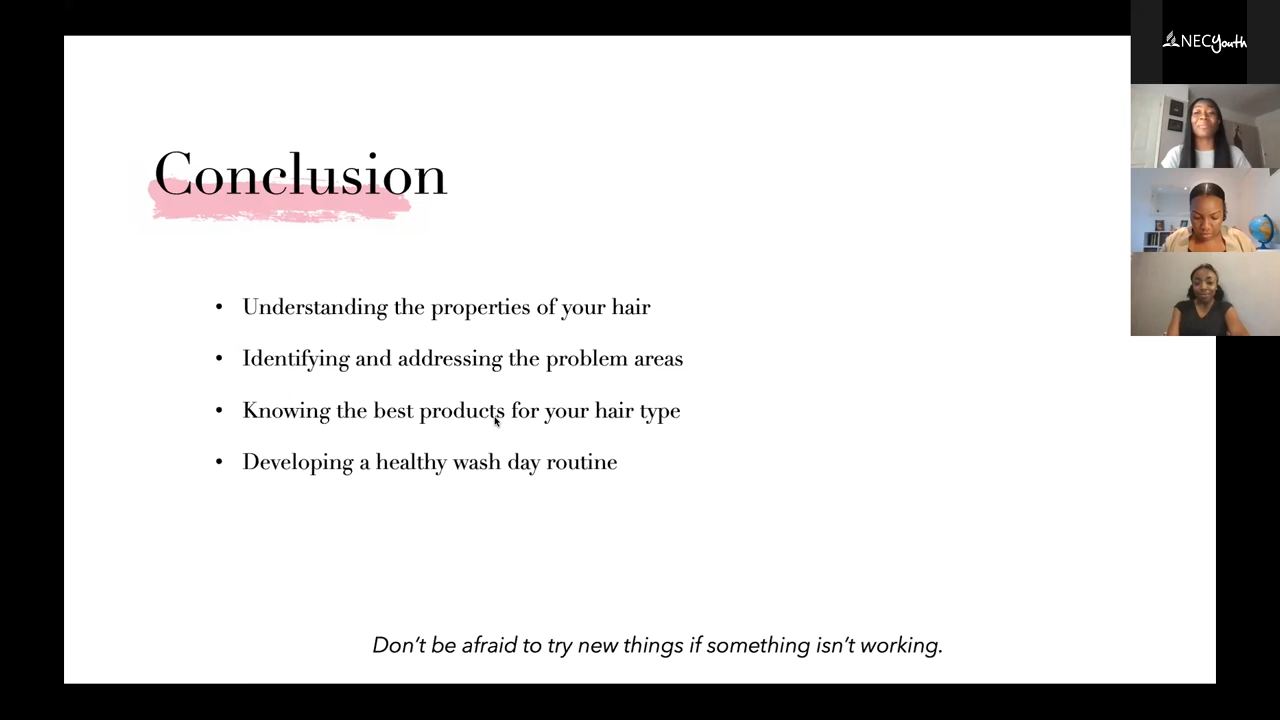 Conclusion
• Understanding the properties of your hair
• Identifying and addressing the problem areas
• Knowing the best products for your hair type
• Developing a healthy wash day routine
Don't be afraid to try new things if something isn't working.
NECYouth